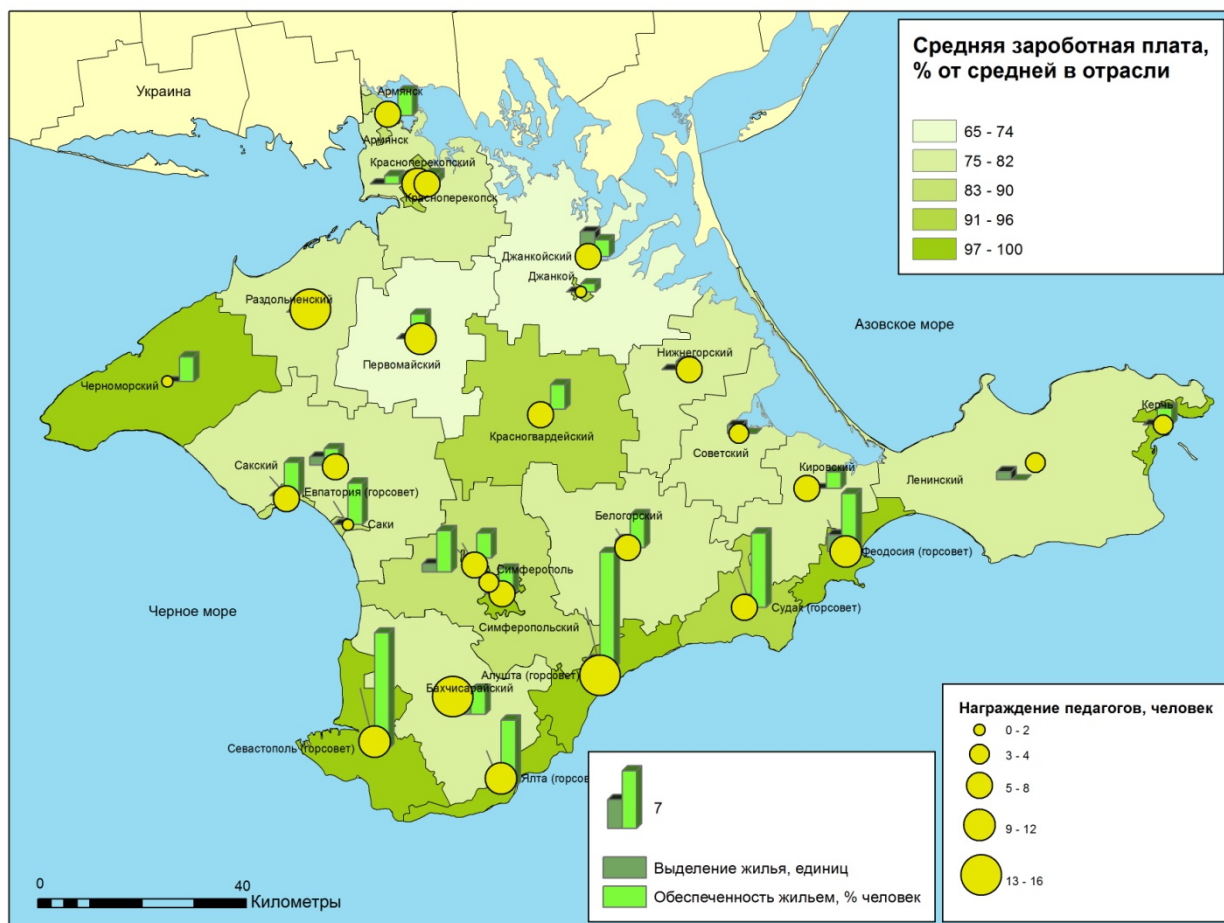 Средняя зароботная плата,
% от средней в отрасли
65 - 74
75 - 82
83 - 90
91 - 96
97 - 100
Украина
Армянск
Армянск
Красноперекопский
Красноперекопск
Джанкойский
Джанкой
Раздольненский
Первомайский
Черноморский
Азовское море
Нижнегорский
Красногвардейский
Советский
Керчь
Сакский
Евпатория (горсовет)
Саки
Кировский
Ленинский
Белогорский
Феодосия (горсовет)
Симферополь
Судак (горсовет)
Черное море
Симферопольский
Алушта (горсовет)
Бахчисарайский
Севастополь (горсовет)
Ялта (горсов
Награждение педагогов, человек
0 - 2
3 - 4
5 - 8
9 - 12
13 - 16
7
Выделение жилья, единиц
Обеспеченность жильем, % человек
0 40
Километры